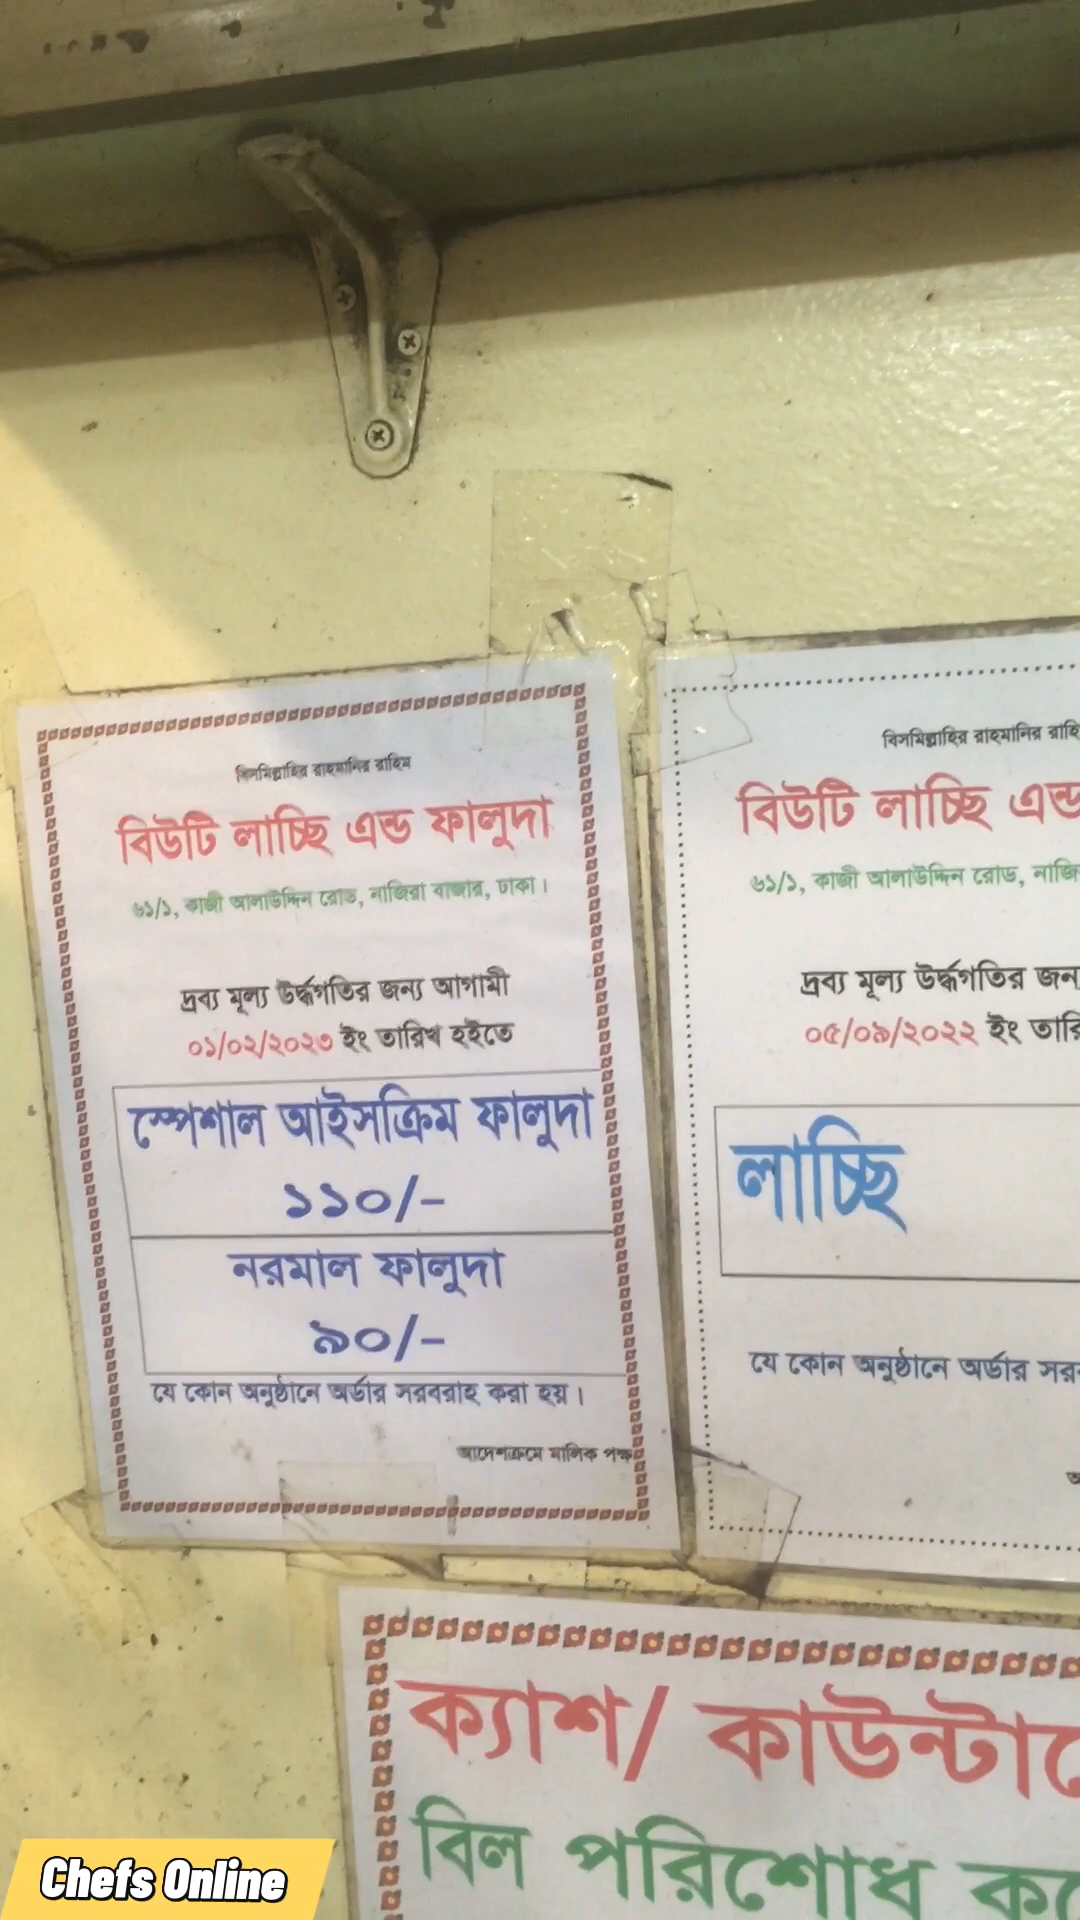 বিসমিল্লাহির রাহমানির রাহিম
বিউটি লাচ্ছি এন্ড ফালুদা
৬১/১, কাজী আলাউদ্দিন রোড, নাজিরা বাজার, ঢাকা।
দ্রব্য মূল্য উর্দ্ধগতির জন্য আগামী
০১/০২/২০২৩ ইং তারিখ হইতে
স্পেশাল আইসক্রিম ফালুদা
১১০/-
নরমাল ফালুদা
৯০/-
যে কোন অনুষ্ঠানে অর্ডার সরবরাহ করা হয়।
আদেশক্রমে মালিক পক্ষ
বিসমিল্লাহির রাহমানির
বিউটি লাচ্ছি এন্ড
৬১/১, কাজী আলাউদ্দিন রোড,
দ্রব্য মূল্য উর্দ্ধগতির
০৫/০৯/২০২২ ইং
লাচ্ছি
যে কোন অনুষ্ঠানে অর্ডার
ক্যাশ/
বিল পরিশোধ
Chefs Online